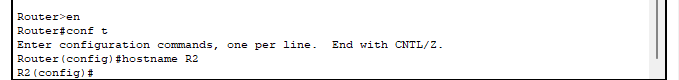 Router>en
Router#conf t
Enter configuration commands, one per line.  End with CNTL/Z.
Router(config)#hostname R2
R2(config)#